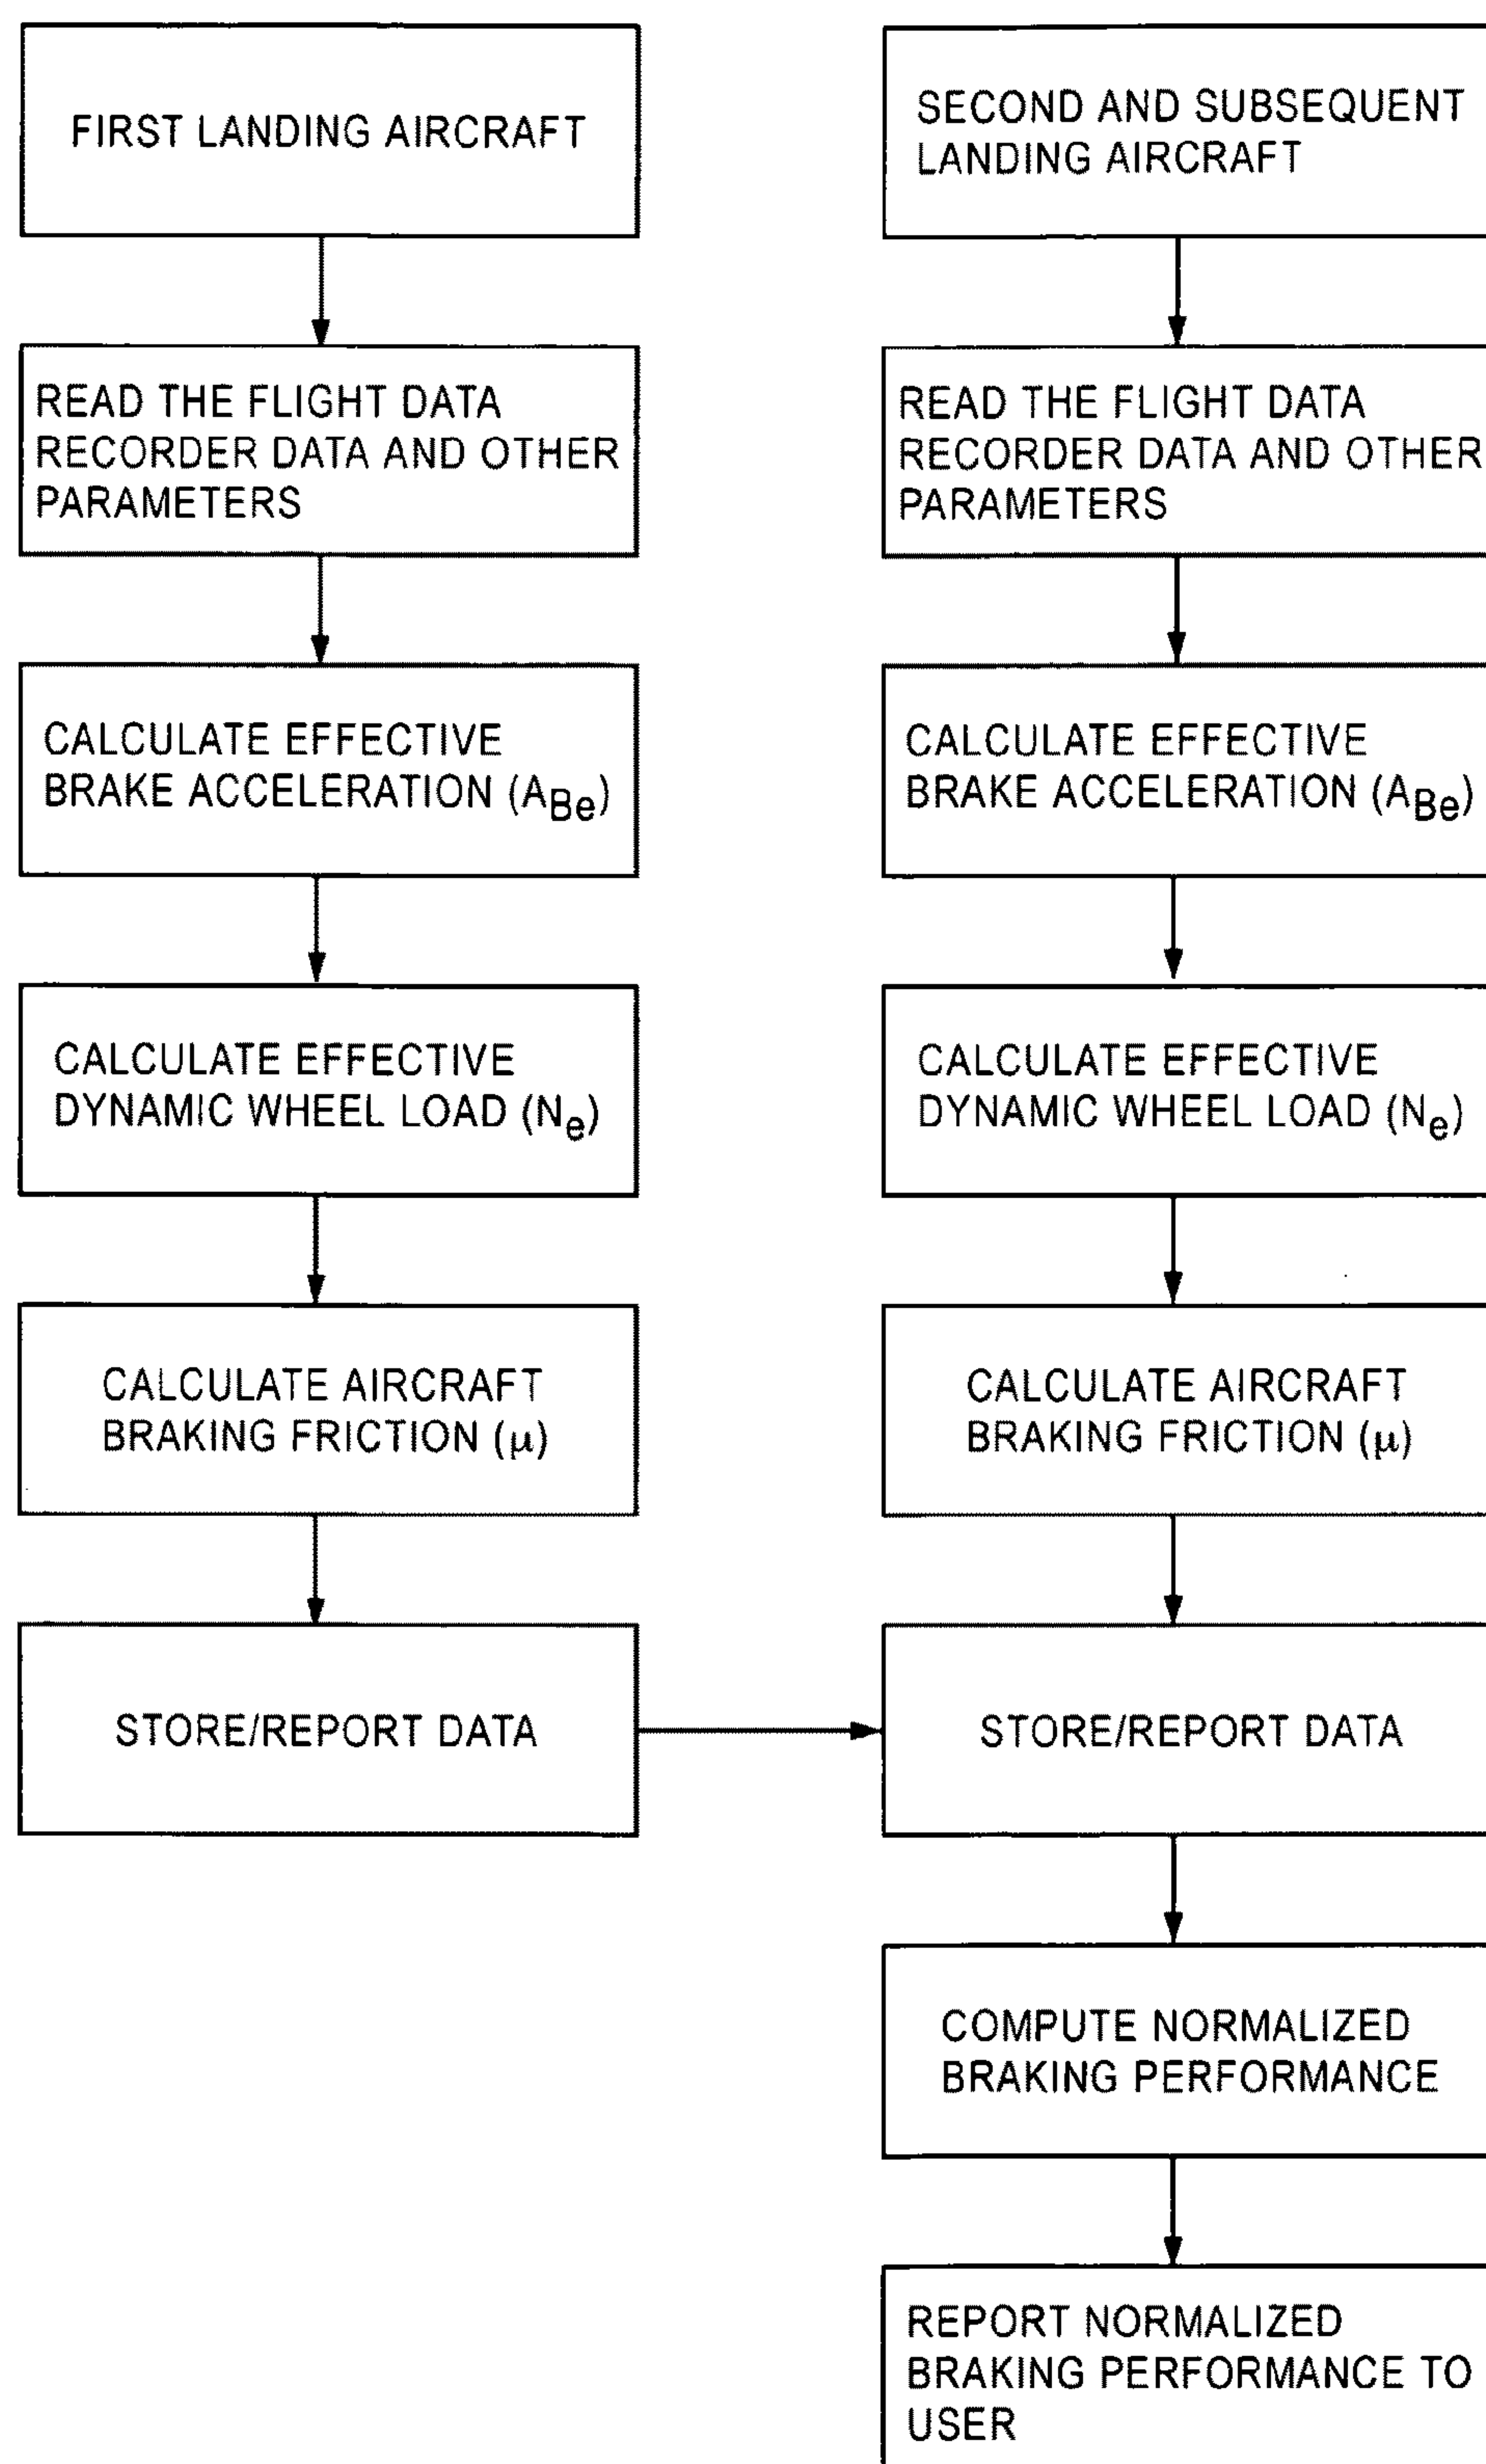 FIRST LANDING AIRCRAFT
READ THE FLIGHT DATA
RECORDER DATA AND OTHER
PARAMETERS
CALCULATE EFFECTIVE
BRAKE ACCELERATION (ABe)
CALCULATE EFFECTIVE
DYNAMIC WHEEL LOAD (Ne)
CALCULATE AIRCRAFT
BRAKING FRICTION (μ)
STORE/REPORT DATA
SECOND AND SUBSEQUENT
LANDING AIRCRAFT
READ THE FLIGHT DATA
RECORDER DATA AND OTHER
PARAMETERS
CALCULATE EFFECTIVE
BRAKE ACCELERATION (ABe)
CALCULATE EFFECTIVE
DYNAMIC WHEEL LOAD (Ne)
CALCULATE AIRCRAFT
BRAKING FRICTION (μ)
STORE/REPORT DATA
COMPUTE NORMALIZED
BRAKING PERFORMANCE
REPORT NORMALIZED
BRAKING PERFORMANCE TO
USER